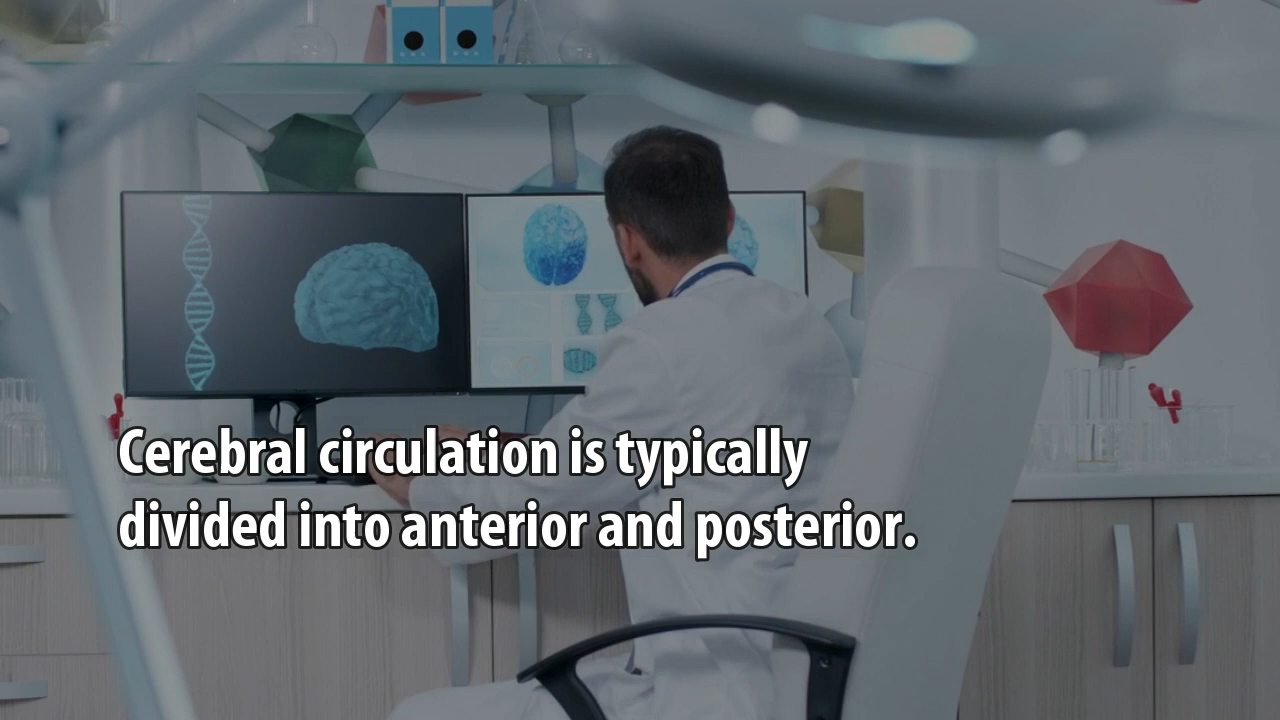 Cerebral circulation is typically
divided into anterior and posterior.